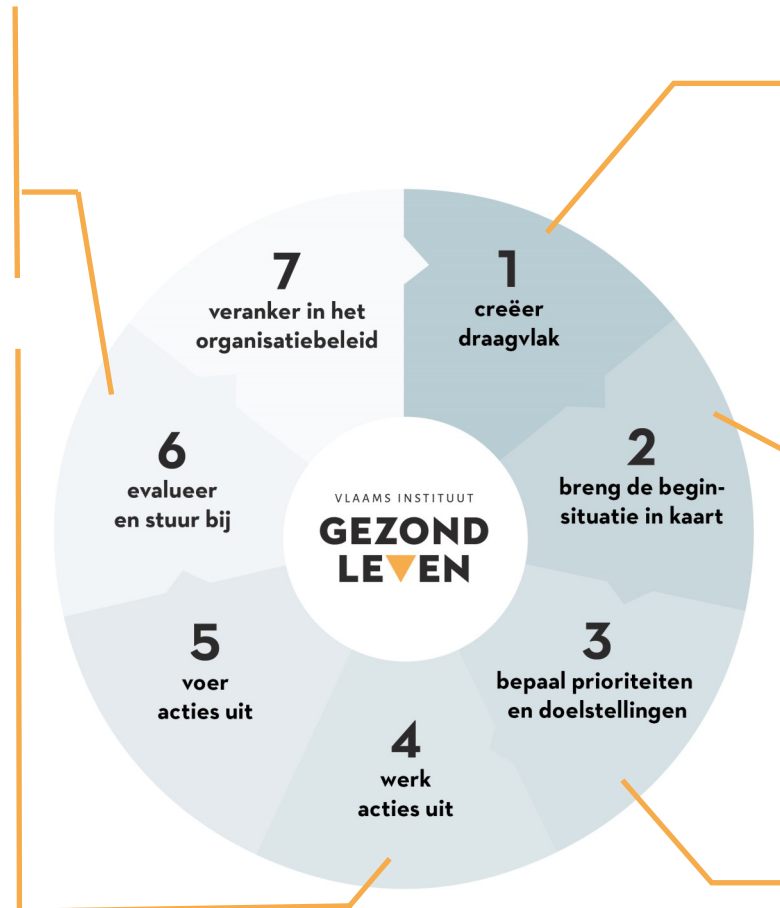 1
creëer
draagvlak
2
breng de begin-
situatie in kaart
3
bepaal prioriteiten
en doelstellingen
4
werk
acties uit
5
voer
acties uit
6
evalueer
en stuur bij
7
veranker in het
organisatiebeleid
VLAAMS INSTITUUT
GEZOND
LEVEN